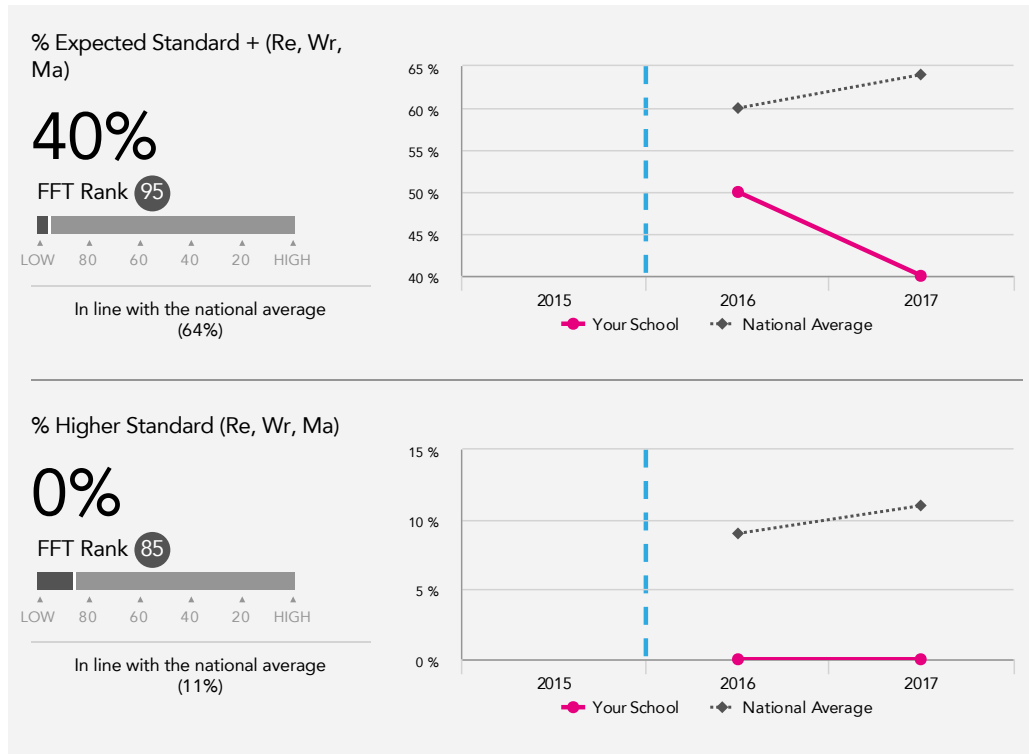 % Expected Standard + (Re, Wr,
Ma)
40%
FFT Rank 95
LOW 80 60 40 20 HIGH
In line with the national average
(64%)
65 %
60 %
55 %
50 %
45 %
40 %
2015 2016 2017
Your School National Average
% Higher Standard (Re, Wr, Ma)
0%
FFT Rank 85
LOW 80 60 40 20 HIGH
In line with the national average
(11%)
15 %
10 %
5 %
0 %
2015 2016 2017
Your School National Average